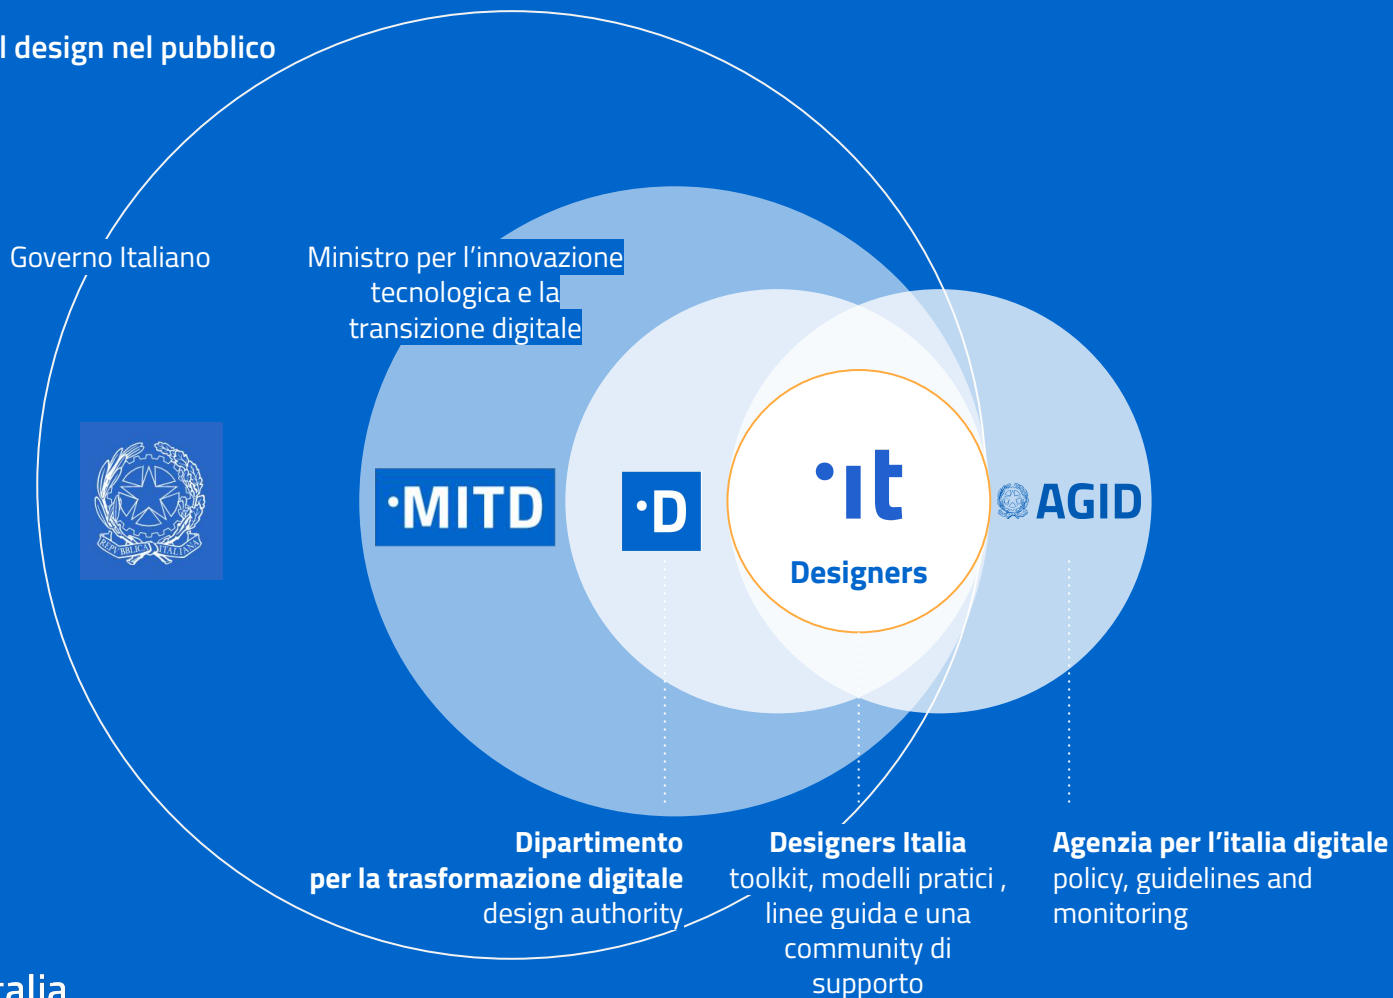 l design nel pubblico
Governo Italiano
Ministro per l'innovazione
tecnologica e la
transizione digitale
REPVBBLICA ITALIANA
·MITD
·D
·it
Designers
AGID
Dipartimento
per la trasformazione digitale
design authority
Designers Italia
toolkit, modelli pratici ,
linee guida e una
community di
supporto
Agenzia per l'italia digitale
policy, guidelines and
monitoring
talia